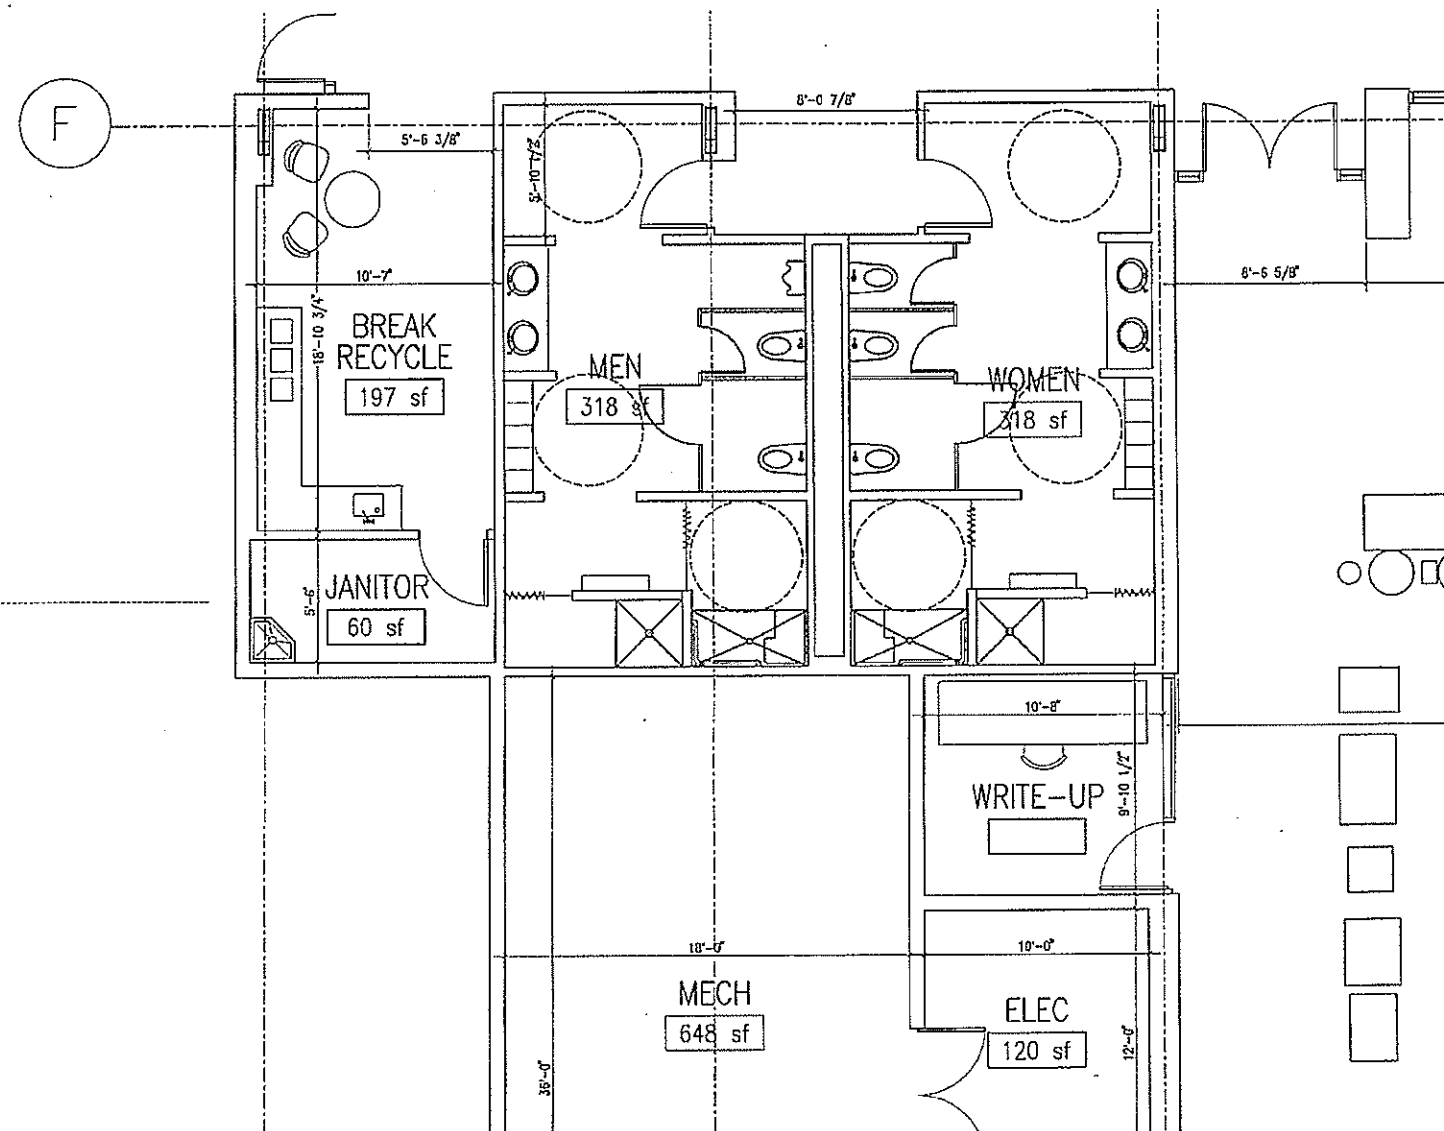 F
8'-0 7/8"
5'-6 3/8"
5'-10 1/2"
10'-7"
6'-6 5/8"
18'-10 3/4"
BREAK
RECYCLE
197 sf
MEN
318 sf
WOMEN
318 sf
JANITOR
60 sf
5'-6"
10'-8"
9'-10 1/2"
WRITE-UP
18'-0"
10'-0"
MECH
648 sf
ELEC
120 sf
36'-0"
12'-0"